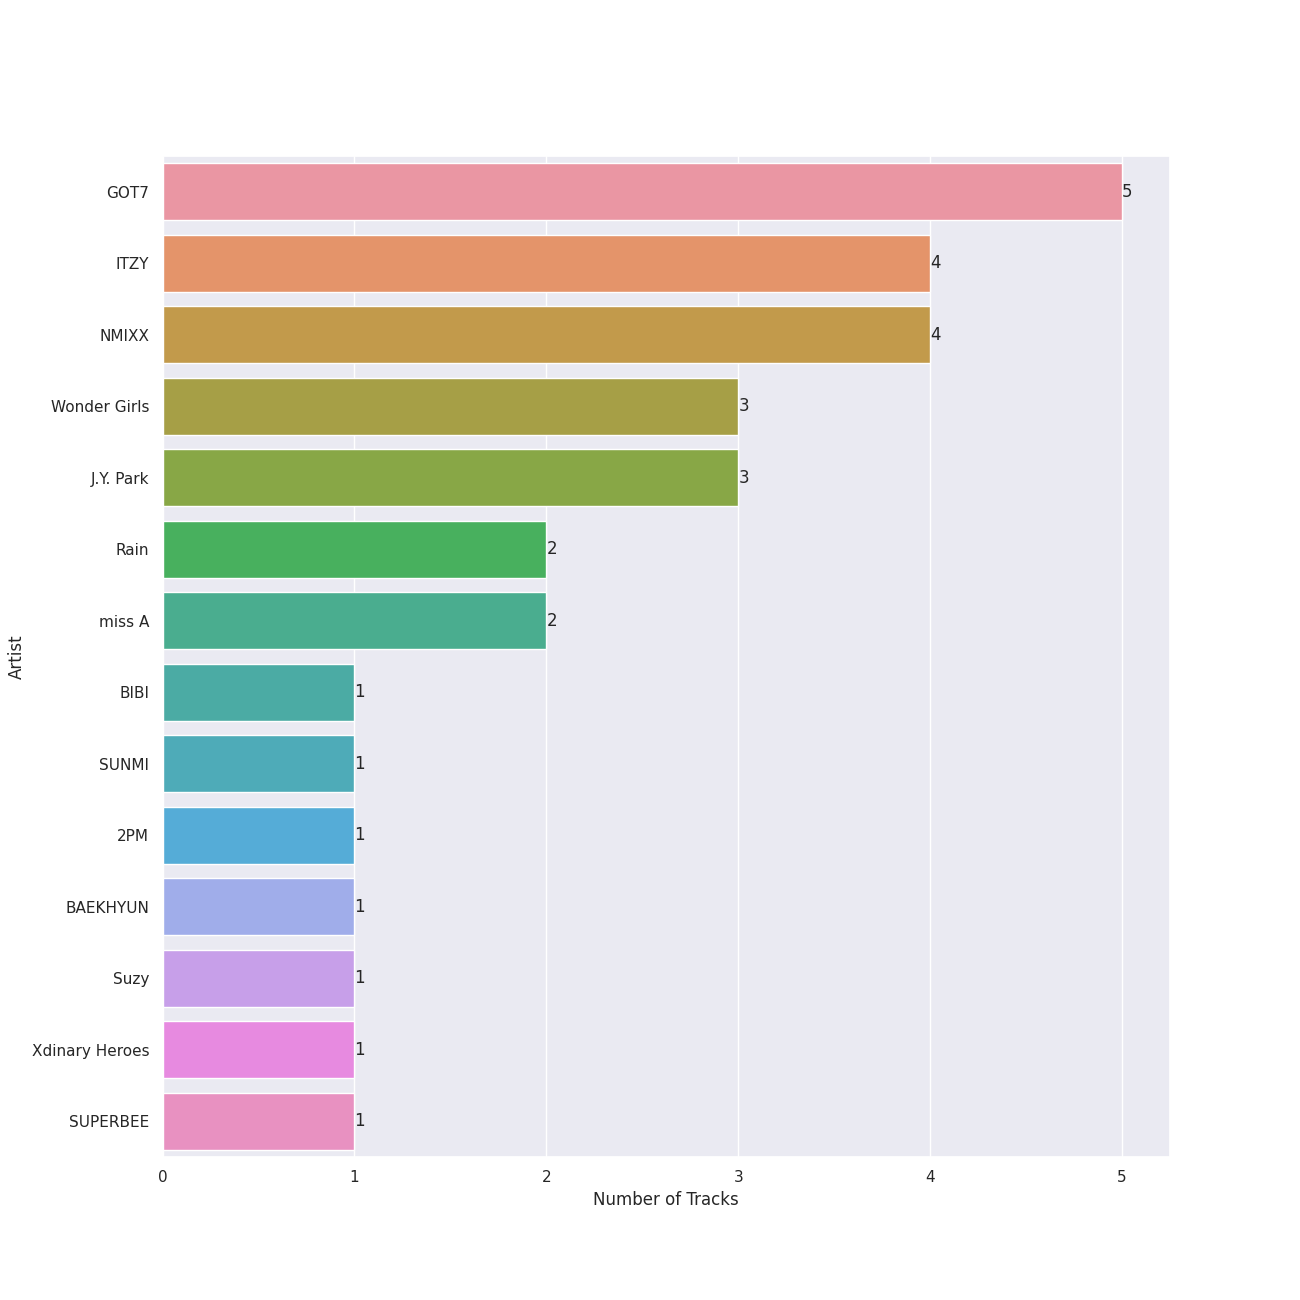 GOT7 5
ITZY 4
NMIXX 4
Wonder Girls 3
J.Y. Park 3
Rain 2
miss A 2
BIBI 1
SUNMI 1
2PM 1
BAEKHYUN 1
Suzy 1
Xdinary Heroes 1
SUPERBEE 1
Artist
0 1 2 3 4 5
Number of Tracks